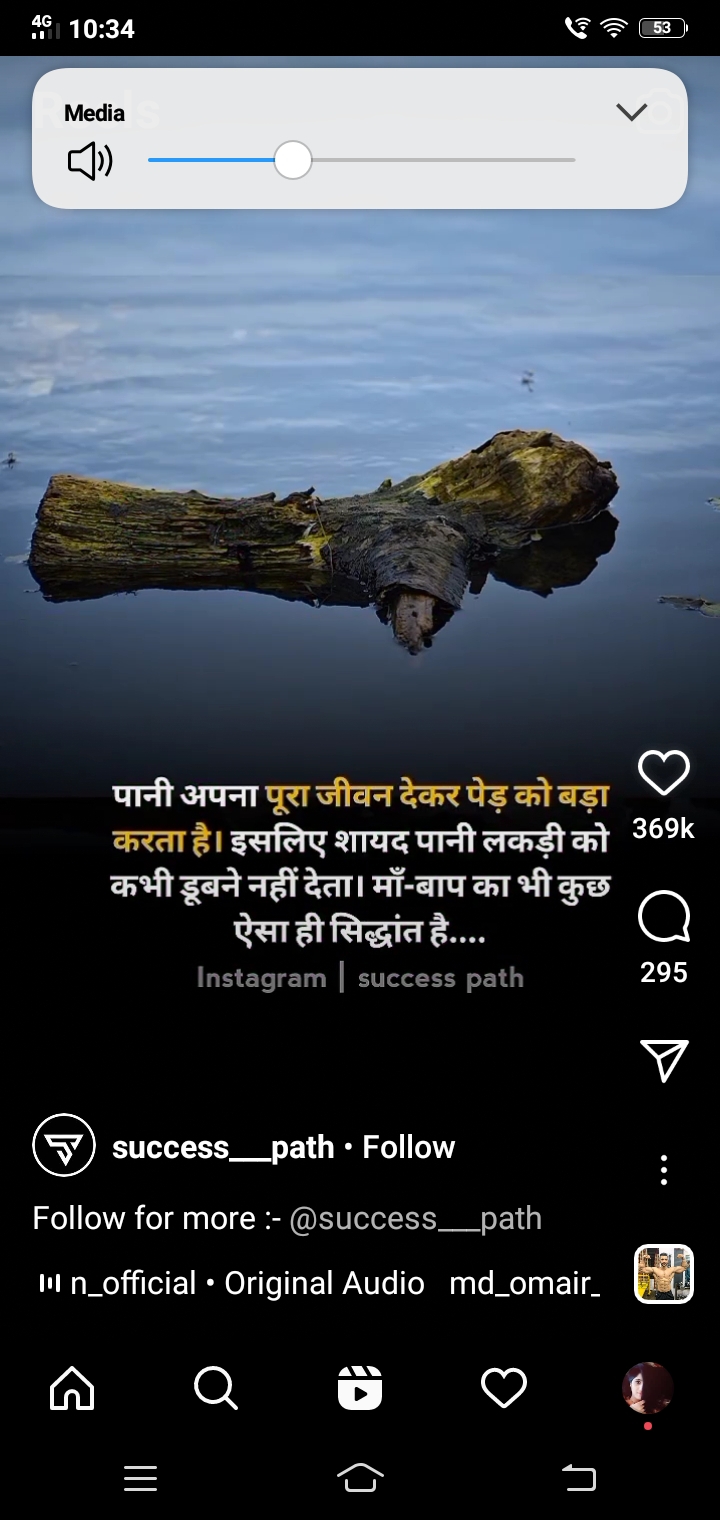 4G
10:34
53
Media
पानी अपना पूरा जीवन देकर पेड़ को बड़ा
करता है। इसलिए शायद पानी लकड़ी को
कभी डूबने नहीं देता। माँ-बाप का भी कुछ
ऐसा ही सिद्धांत है....
Instagram | success path
369k
295
success___path • Follow
Follow for more :- @success___path
n_official • Original Audio md_omair_